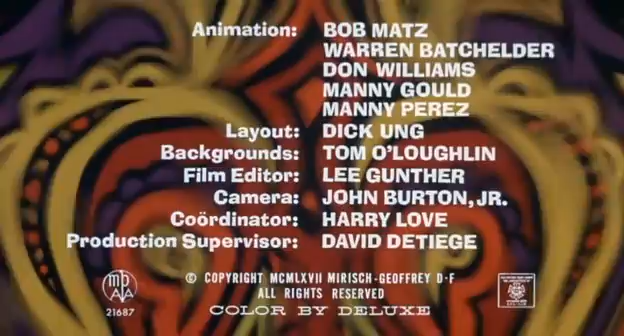 Animation: BOB MATZ
WARREN BATCHELDER
DON WILLIAMS
MANNY GOULD
MANNY PEREZ
Layout: DICK UNG
Backgrounds: TOM O'LOUGHLIN
Film Editor: LEE GUNTHER
Camera: JOHN BURTON, JR.
Coördinator: HARRY LOVE
Production Supervisor: DAVID DETIEGE
© COPYRIGHT MCMLXVII MIRISCH-GEOFFREY D·F
ALL RIGHTS RESERVED
COLOR BY DELUXE
21687